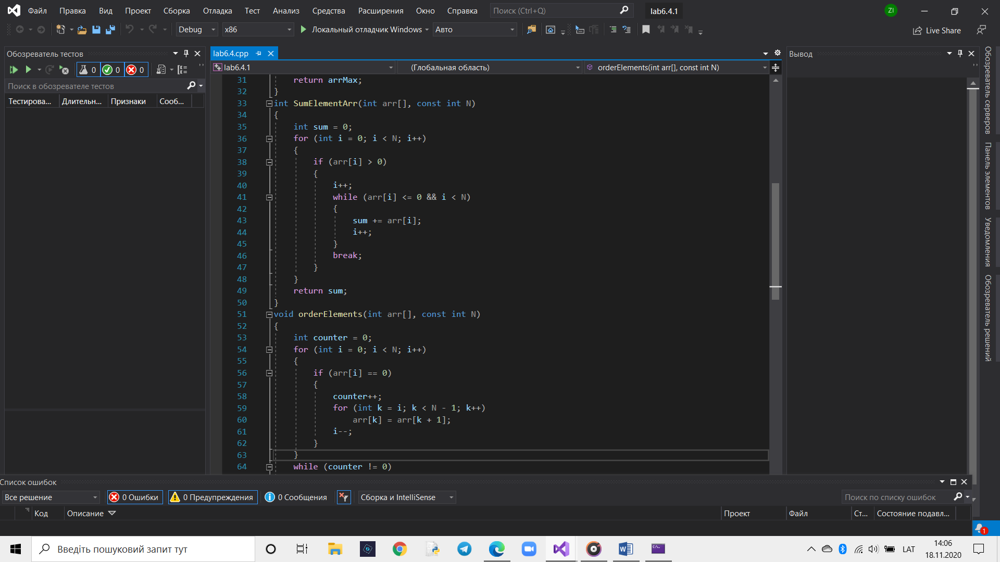 Файл Правка Вид Проект Сборка Отладка Тест Анализ Средства Расширения Окно Справка Поиск (Ctrl+Q) lab6.4.1 ZI
Debug x86 Локальный отладчик Windows Авто Live Share
Обозреватель тестов
0 0 0
Поиск в обозревателе тестов
Тестирова... Длительн... Признаки Сооб...
lab6.4.cpp
lab6.4.1 (Глобальная область) orderElements(int arr[], const int N)
31 return arrMax;
32 }
33 int SumElementArr(int arr[], const int N)
34 {
35 int sum = 0;
36 for (int i = 0; i < N; i++)
37 {
38 if (arr[i] > 0)
39 {
40 i++;
41 while (arr[i] <= 0 && i < N)
42 {
43 sum += arr[i];
44 i++;
45 }
46 break;
47 }
48 }
49 return sum;
50 }
51 void orderElements(int arr[], const int N)
52 {
53 int counter = 0;
54 for (int i = 0; i < N; i++)
55 {
56 if (arr[i] == 0)
57 {
58 counter++;
59 for (int k = i; k < N - 1; k++)
60 arr[k] = arr[k + 1];
61 i--;
62 }
63 }
64 while (counter != 0)
Вывод
Обозреватель серверов
Панель элементов
Уведомления
Обозреватель решений
Список ошибок
Все решение 0 Ошибки 0 Предупреждения 0 Сообщения Сборка и IntelliSense Поиск по списку ошибок
Код Описание Проект Файл Ст... Состояние подавл...
1
Введіть пошуковий запит тут
LAT
14:06
18.11.2020